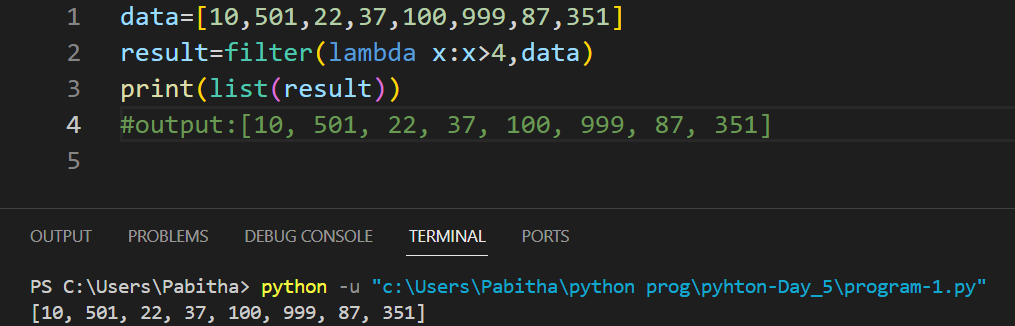 1 data=[10,501,22,37,100,999,87,351]
2 result=filter(lambda x:x>4,data)
3 print(list(result))
4 #output:[10, 501, 22, 37, 100, 999, 87, 351]
5
OUTPUT PROBLEMS DEBUG CONSOLE TERMINAL PORTS
PS C:\Users\Pabitha> python -u "c:\Users\Pabitha\python prog\pyhton-Day_5\program-1.py"
[10, 501, 22, 37, 100, 999, 87, 351]